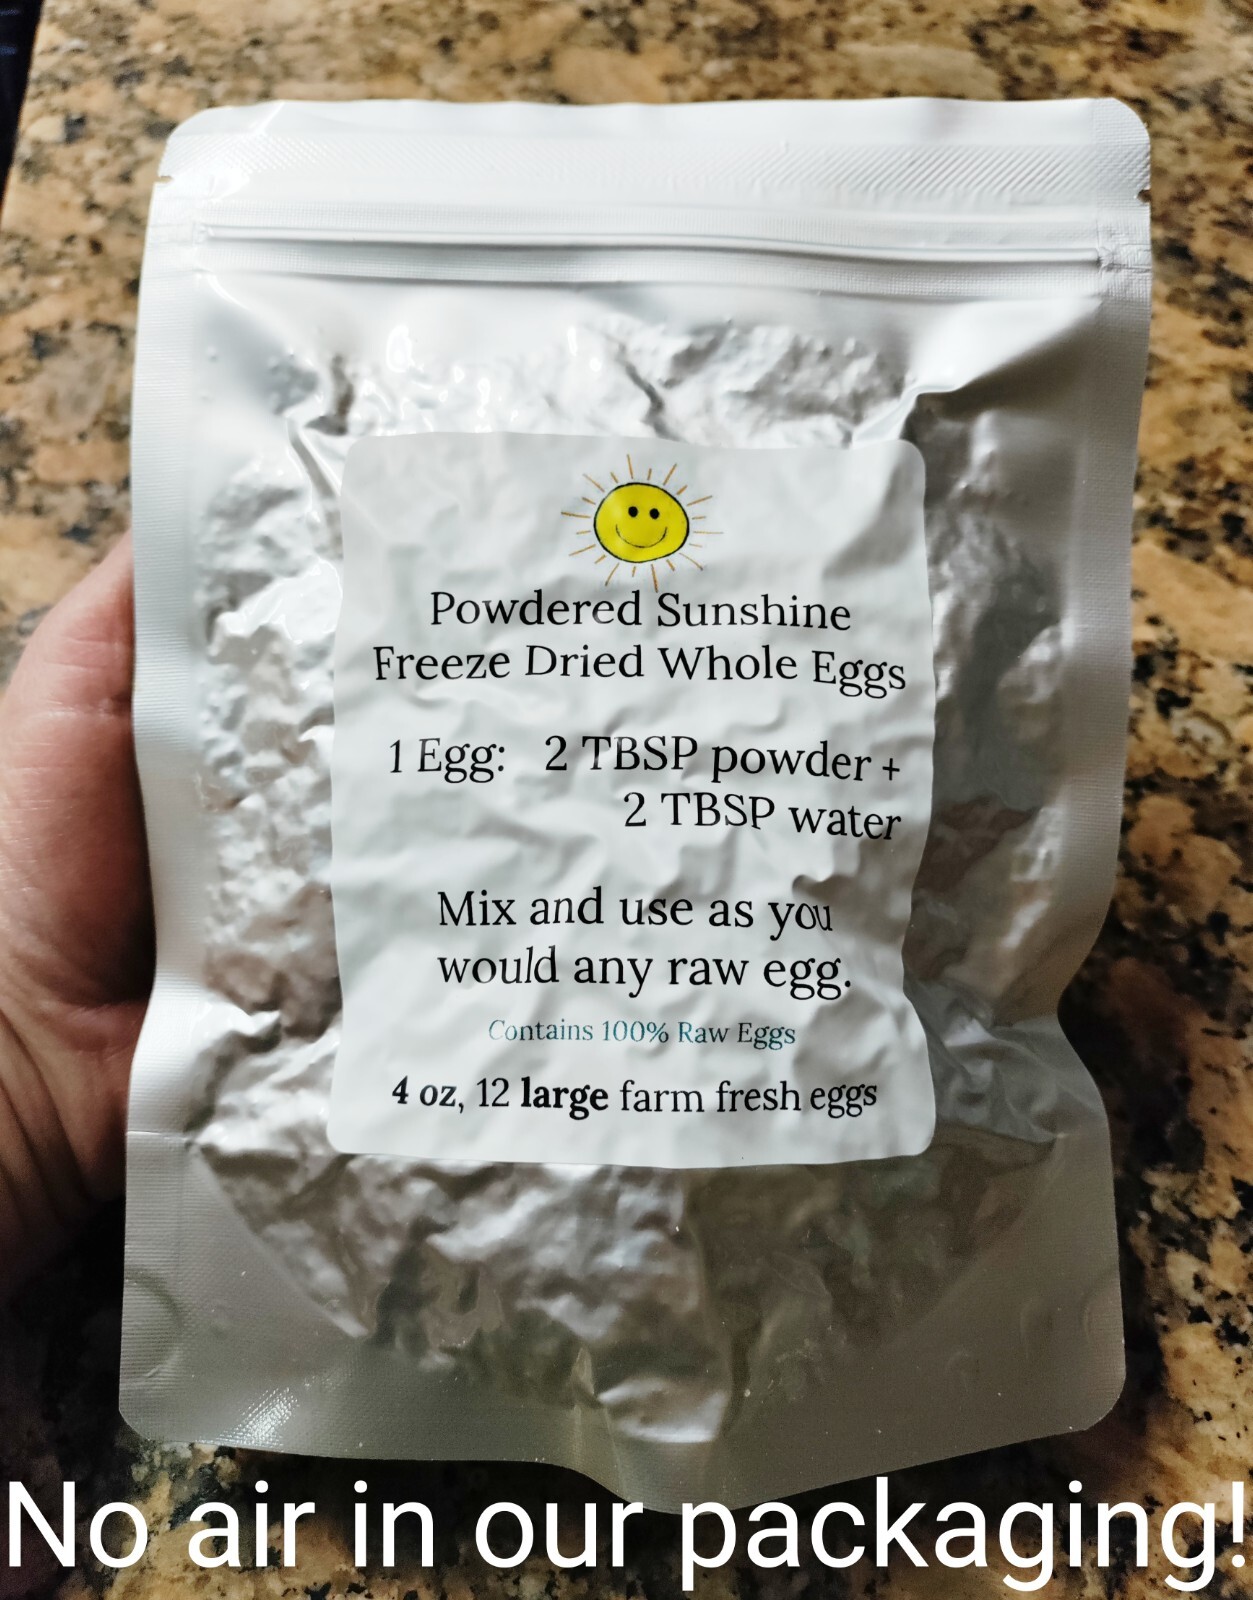 Powdered Sunshine
Freeze Dried Whole Eggs
1 Egg: 2 TBSP powder +
2 TBSP water
Mix and use as you
would any raw egg.
Contains 100% Raw Eggs
4 oz, 12 large farm fresh eggs
No air in our packaging!